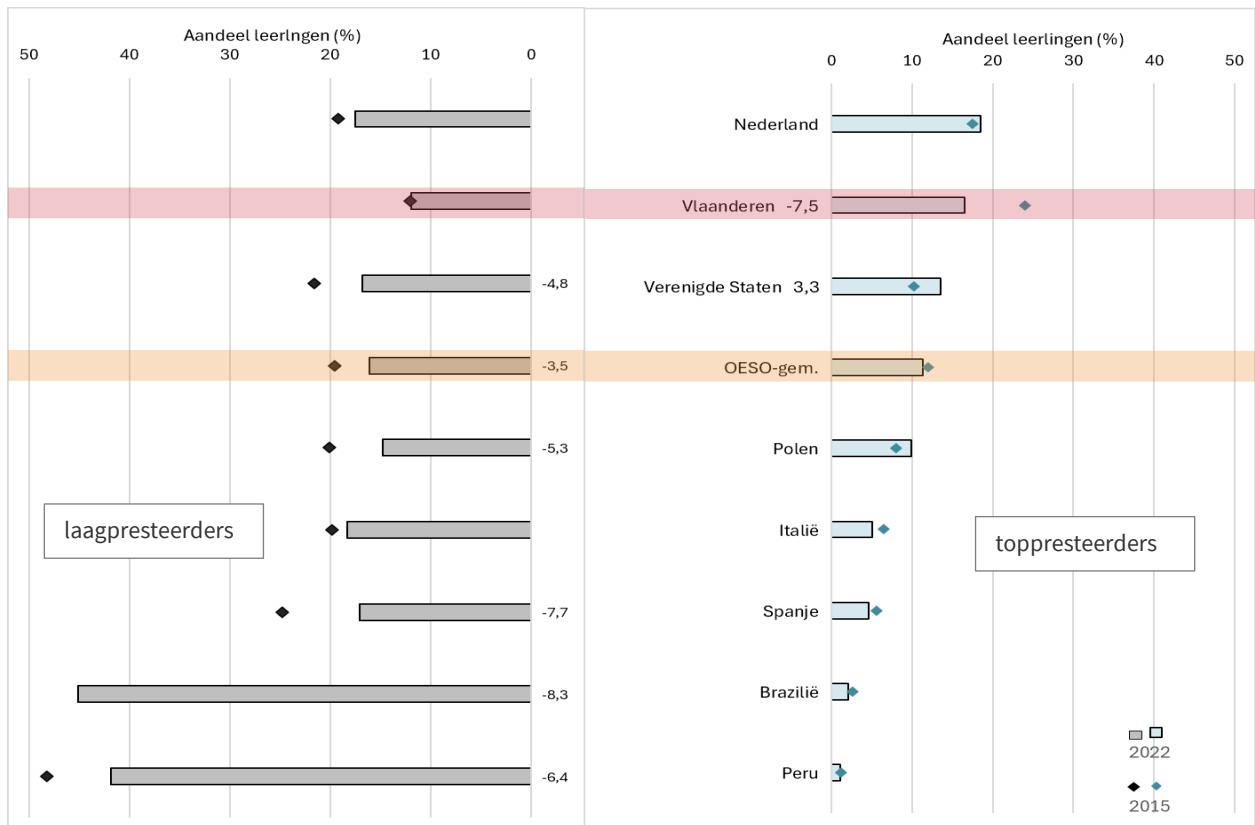 Aandeel leerlngen (%)
50 40 30 20 10 0
-4,8
-3,5
-5,3
laagpresteerders
-7,7
-8,3
-6,4
Aandeel leerlingen (%)
0 10 20 30 40 50
Nederland
Vlaanderen -7,5
Verenigde Staten 3,3
OESO-gem.
Polen
Italië
toppresteerders
Spanje
Brazilië
2022
Peru
2015